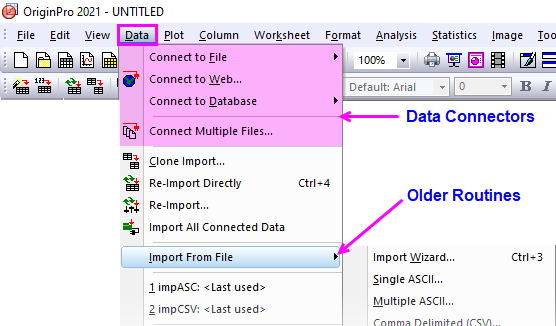 OriginPro 2021 - UNTITLED
File Edit View Data Plot Column Worksheet Format Analysis Statistics Image
100%
Default: Arial 0 B I
Connect to File
Connect to Web...
Connect to Database
Data Connectors
Connect Multiple Files...
Clone Import...
Re-Import Directly Ctrl+4
Older Routines
Re-Import...
Import All Connected Data
Import From File
Import Wizard... Ctrl+3
Single ASCII...
1 impASC: <Last used>
Multiple ASCII...
2 impCSV: <Last used>
Comma Delimited (CSV)...